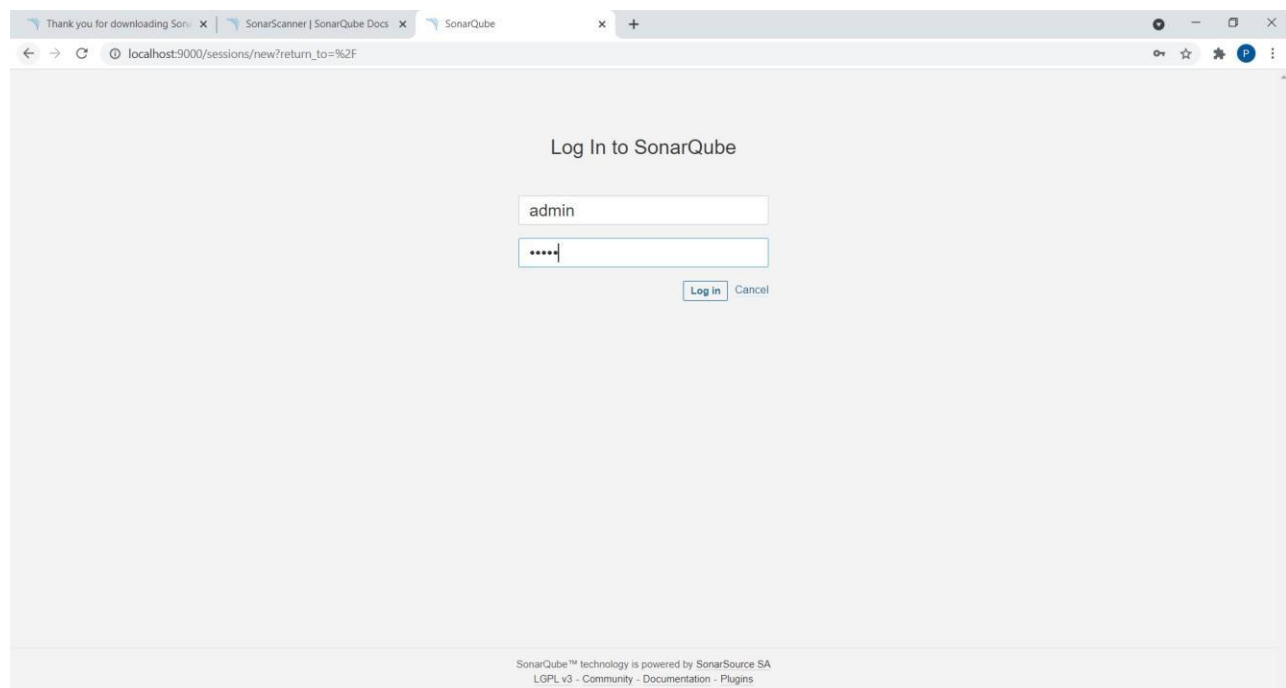 Thank you for downloading Son
SonarScanner | SonarQube Docs
SonarQube
localhost:9000/sessions/new?return_to=%2F
P
Log In to SonarQube
admin
•••••
Log in Cancel
SonarQube™ technology is powered by SonarSource SA
LGPL v3 - Community - Documentation - Plugins